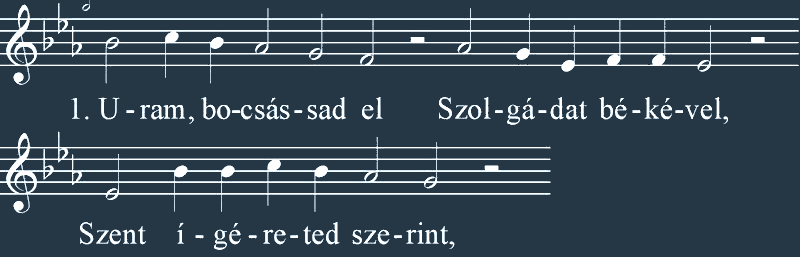 1. U - ram, bo-csás-sad el Szol-gá-dat bé-ké-vel,
Szent í - gé - re - ted sze - rint,